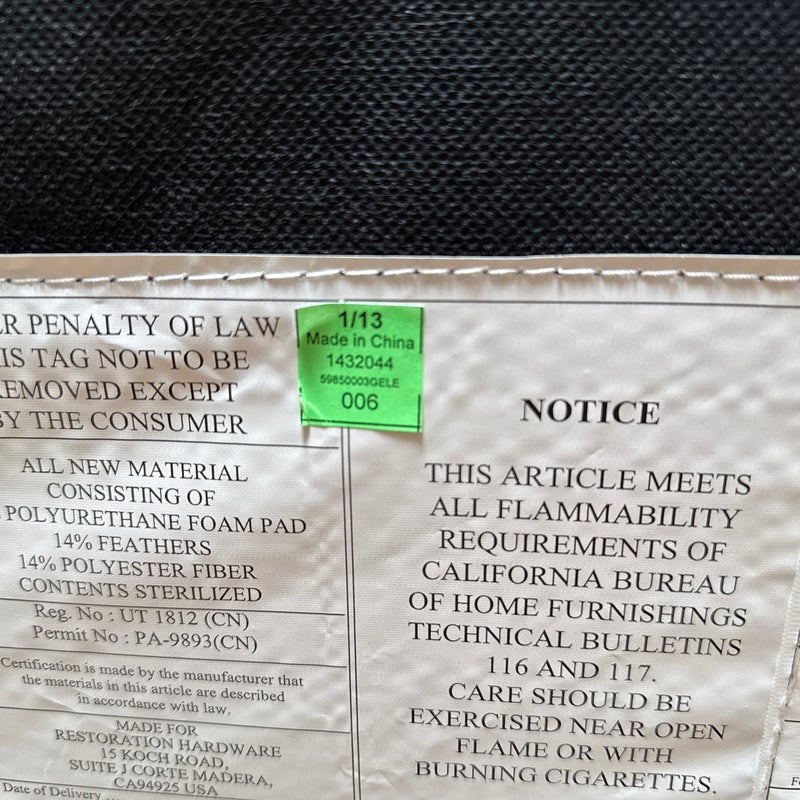 R PENALTY OF LAW
IS TAG NOT TO BE
EMOVED EXCEPT
BY THE CONSUMER
1/13
Made in China
1432044
59850003GELE
006
ALL NEW MATERIAL
CONSISTING OF
POLYURETHANE FOAM PAD
14% FEATHERS
14% POLYESTER FIBER
CONTENTS STERILIZED
Reg. No : UT 1812 (CN)
Permit No : PA-9893(CN)
Certification is made by the manufacturer that
the materials in this article are described
in accordance with law.
MADE FOR
RESTORATION HARDWARE
15 KOCH ROAD,
SUITE J CORTE MADERA,
CA94925 USA
Date of Delivery
NOTICE
THIS ARTICLE MEETS
ALL FLAMMABILITY
REQUIREMENTS OF
CALIFORNIA BUREAU
OF HOME FURNISHINGS
TECHNICAL BULLETINS
116 AND 117.
CARE SHOULD BE
EXERCISED NEAR OPEN
FLAME OR WITH
BURNING CIGARETTES.